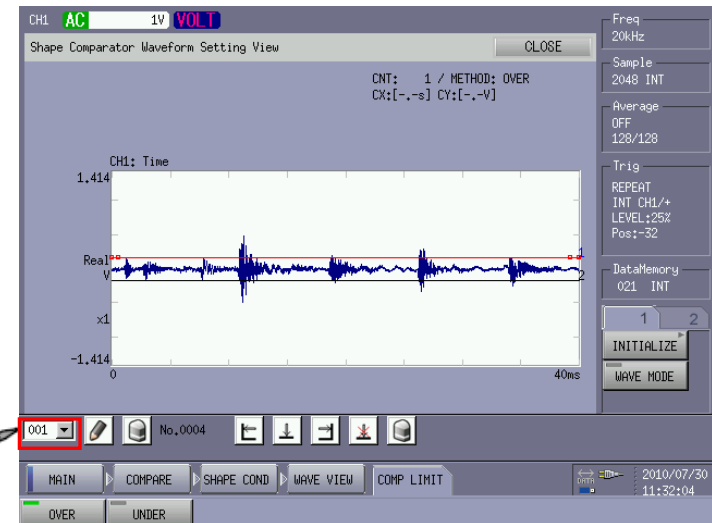 CH1 AC 1V VOLT
Shape Comparator Waveform Setting View CLOSE
CNT: 1 / METHOD: OVER
CX:[-.-s] CY:[-.-V]
CH1: Time
1.414
Real
V
x1
-1.414
0 40ms
1
2
Freq
20kHz
Sample
2048 INT
Average
OFF
128/128
Trig
REPEAT
INT CH1/+
LEVEL:25%
Pos:-32
DataMemory
021 INT
1 2
INITIALIZE
WAVE MODE
001 No.0004
MAIN COMPARE SHAPE COND WAVE VIEW COMP LIMIT
DATA
2010/07/30
11:32:04
OVER UNDER